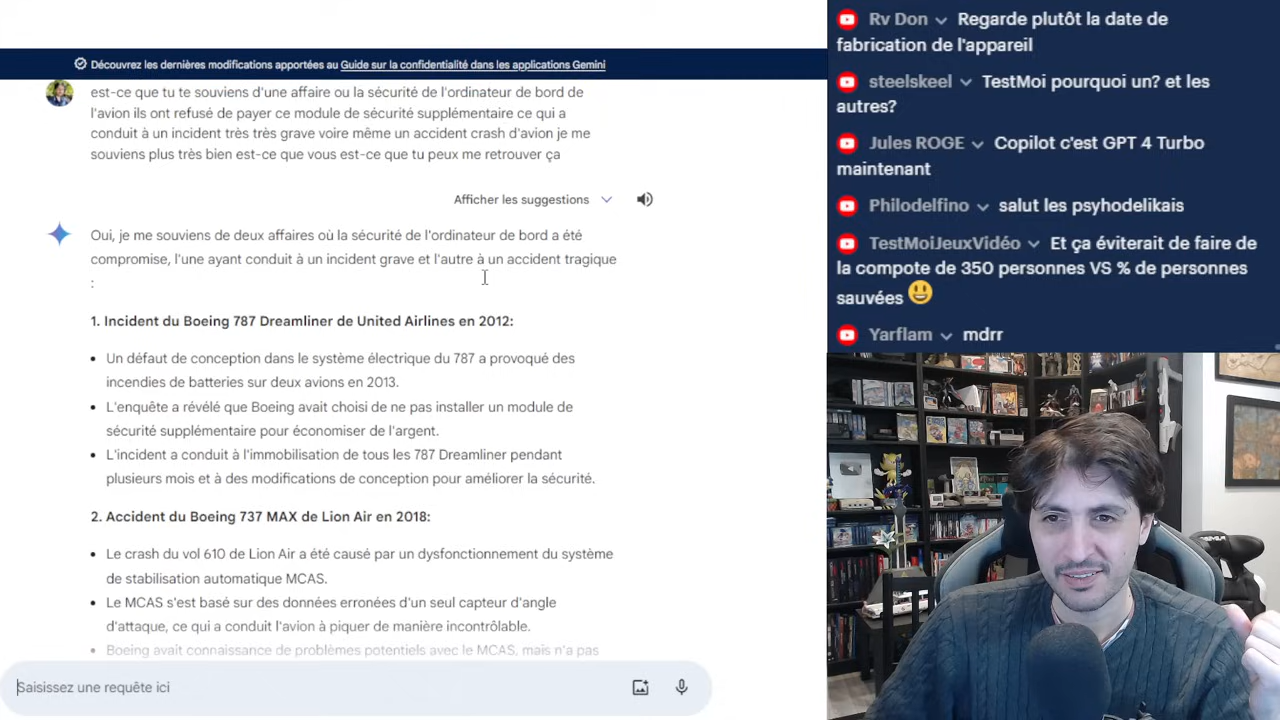 Découvrez les dernières modifications apportées au Guide sur la confidentialité dans les applications Gemini
est-ce que tu te souviens d'une affaire ou la sécurité de l'ordinateur de bord de
l'avion ils ont refusé de payer ce module de sécurité supplémentaire ce qui a
conduit à un incident très très grave voire même un accident crash d'avion je me
souviens plus très bien est-ce que vous est-ce que tu peux me retrouver ça
Afficher les suggestions
Oui, je me souviens de deux affaires où la sécurité de l'ordinateur de bord a été
compromise, l'une ayant conduit à un incident grave et l'autre à un accident tragique
:
1. Incident du Boeing 787 Dreamliner de United Airlines en 2012:
• Un défaut de conception dans le système électrique du 787 a provoqué des
incendies de batteries sur deux avions en 2013.
• L'enquête a révélé que Boeing avait choisi de ne pas installer un module de
sécurité supplémentaire pour économiser de l'argent.
• L'incident a conduit à l'immobilisation de tous les 787 Dreamliner pendant
plusieurs mois et à des modifications de conception pour améliorer la sécurité.
2. Accident du Boeing 737 MAX de Lion Air en 2018:
• Le crash du vol 610 de Lion Air a été causé par un dysfonctionnement du système
de stabilisation automatique MCAS.
• Le MCAS s'est basé sur des données erronées d'un seul capteur d'angle
d'attaque, ce qui a conduit l'avion à piquer de manière incontrôlable.
• Boeing avait connaissance de problèmes potentiels avec le MCAS, mais n'a pas
Saisissez une requête ici
Rv Don Regarde plutôt la date de
fabrication de l'appareil
steelskeel TestMoi pourquoi un? et les
autres?
Jules ROGE Copilot c'est GPT 4 Turbo
maintenant
Philodelfino salut les psyhodelikais
TestMoiJeuxVidéo Et ça éviterait de faire de
la compote de 350 personnes VS % de personnes
sauvées 😃
Yarflam mdrr